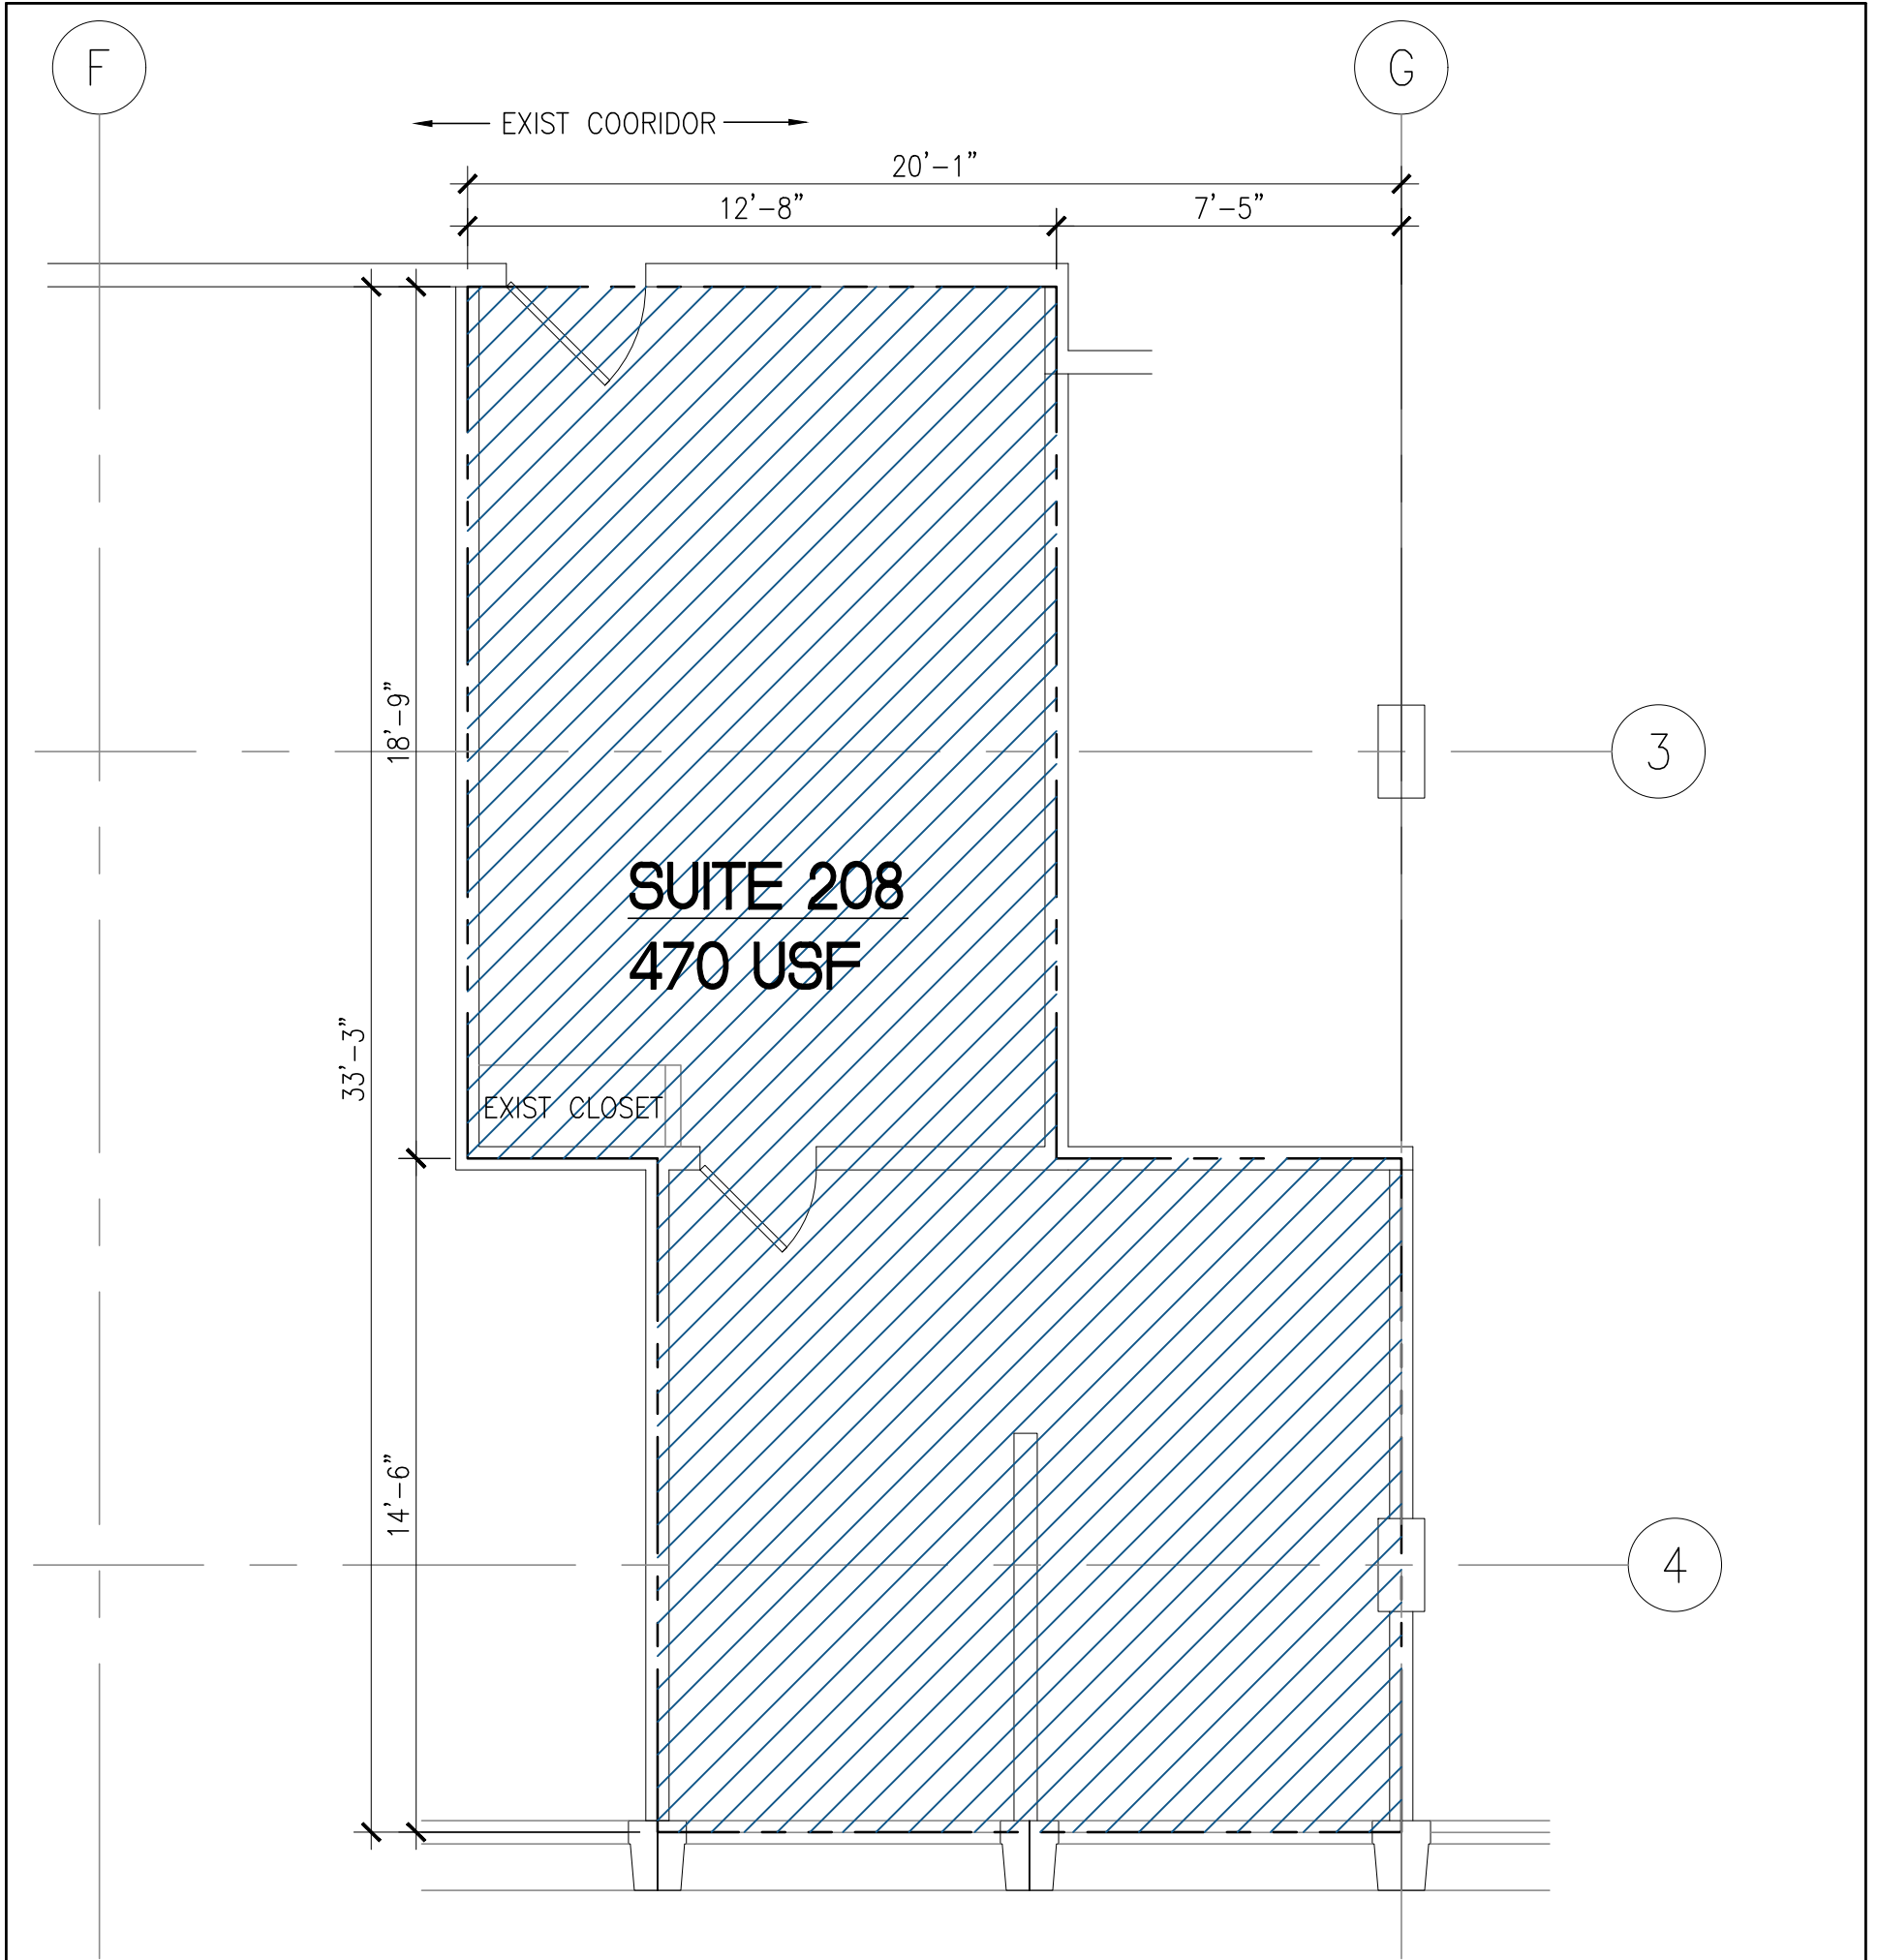 F
G
EXIST COORIDOR
20'-1"
12'-8"
7'-5"
18'-9"
3
SUITE 208
470 USF
33'-3"
EXIST CLOSET
14'-6"
4